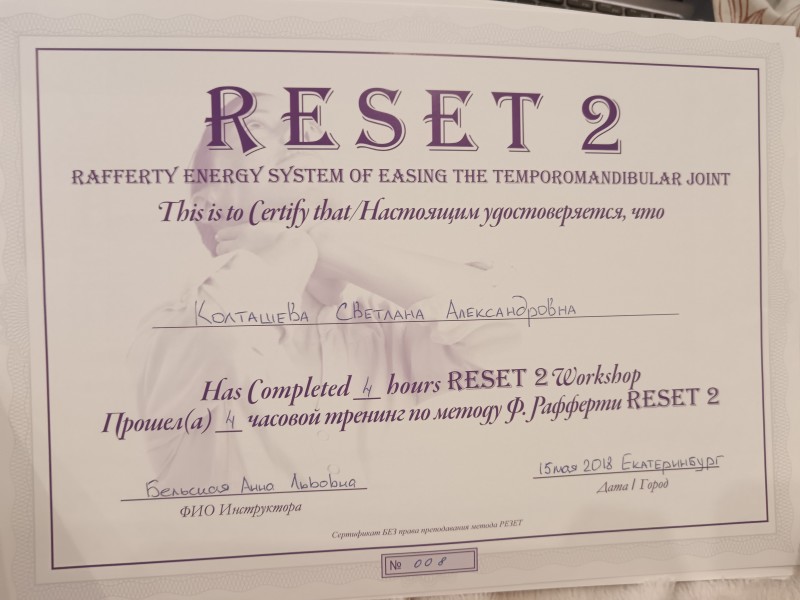 RESET 2
RAFFERTY ENERGY SYSTEM OF EASING THE TEMPOROMANDIBULAR JOINT
This is to Certify that/Настоящим удостоверяется, что
Колташева Светлана Александровна
Has Completed 4 hours RESET 2 Workshop
Прошел(а) 4 часовой тренинг по методу Ф. Рафферти RESET 2
Бельская Анна Львовна
ФИО Инструктора
15 мая 2018 Екатеринбург
Дата / Город
Сертификат БЕЗ права преподавания метода РЕЗЕТ
№ 008